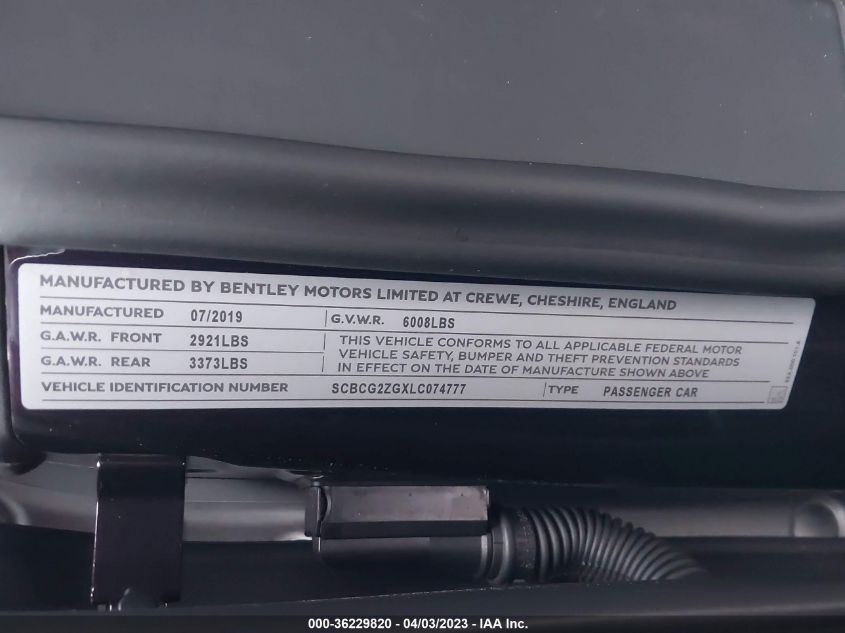 MANUFACTURED BY BENTLEY MOTORS LIMITED AT CREWE, CHESHIRE, ENGLAND
MANUFACTURED 07/2019 G.V.W.R. 6008LBS
G.A.W.R. FRONT 2921LBS
G.A.W.R. REAR 3373LBS
THIS VEHICLE CONFORMS TO ALL APPLICABLE FEDERAL MOTOR
VEHICLE SAFETY, BUMPER AND THEFT PREVENTION STANDARDS
IN EFFECT ON THE DATE OF MANUFACTURE SHOWN ABOVE
VEHICLE IDENTIFICATION NUMBER SCBCG2ZGXLC074777 TYPE PASSENGER CAR
000-36229820 - 04/03/2023 - IAA Inc.